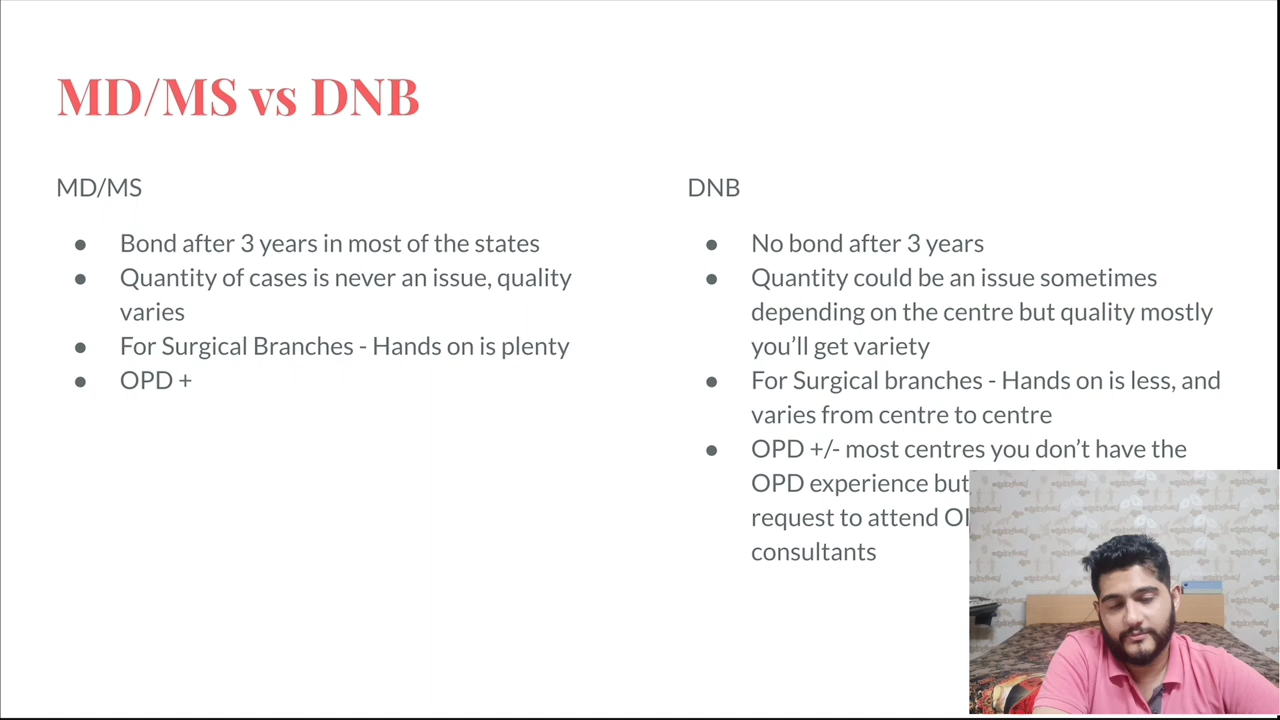 MD/MS vs DNB
MD/MS
● Bond after 3 years in most of the states
● Quantity of cases is never an issue, quality
varies
● For Surgical Branches - Hands on is plenty
● OPD +
DNB
● No bond after 3 years
● Quantity could be an issue sometimes
depending on the centre but quality mostly
you’ll get variety
● For Surgical branches - Hands on is less, and
varies from centre to centre
● OPD +/- most centres you don’t have the
OPD experience but
request to attend
consultants